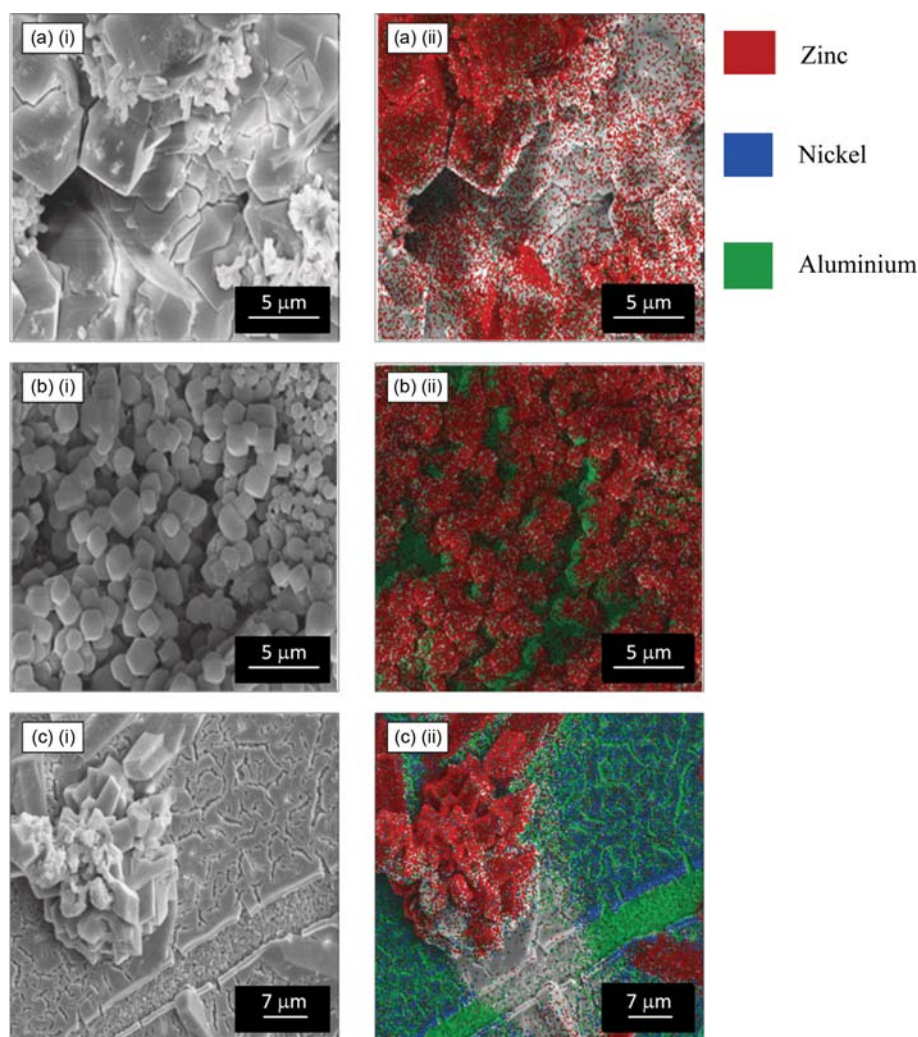 (a) (i)
5 μm
(a) (ii)
5 μm
Zinc
Nickel
Aluminium
(b) (i)
5 μm
(b) (ii)
5 μm
(c) (i)
7 μm
(c) (ii)
7 μm